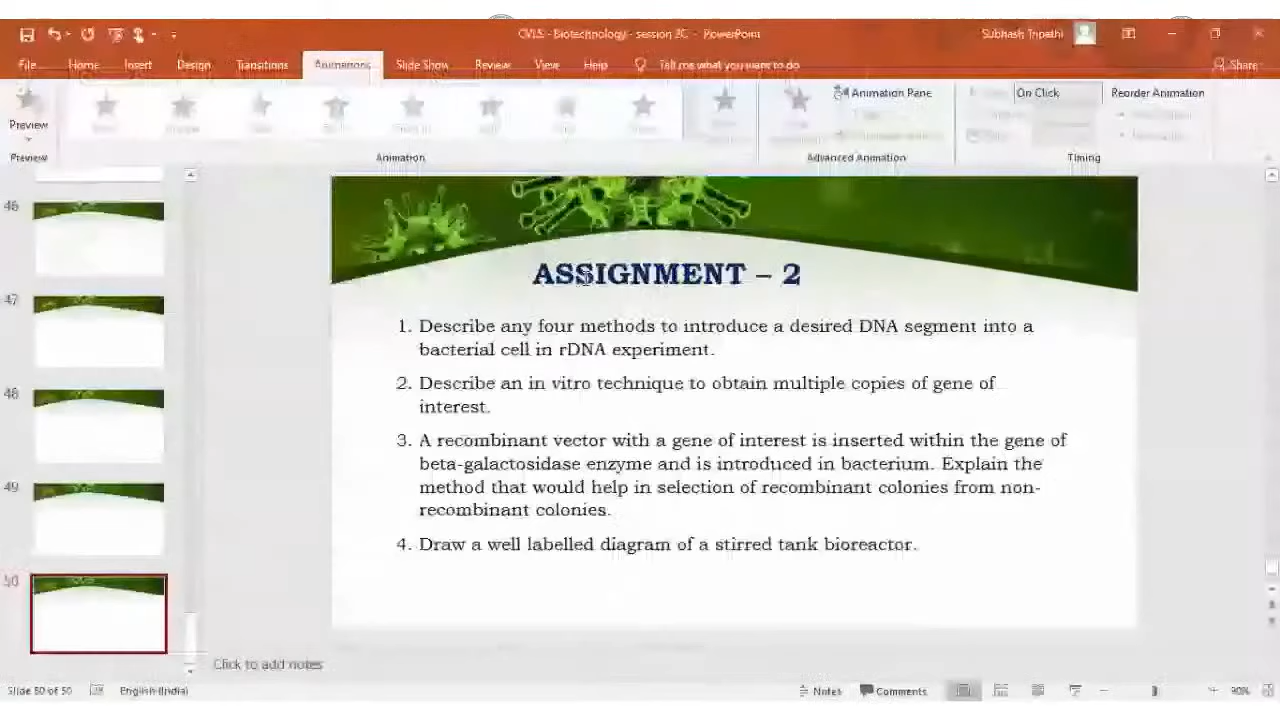 CVLS - Biotechnology - session 3C - PowerPoint
Subhash Tripathi
File Home Insert Design Transitions Animations Slide Show Review View Help Tell me what you want to do Share
Preview
Animation Pane
On Click
Reorder Animation
Preview
Animation
Advanced Animation
Timing
46
47
48
49
50
ASSIGNMENT – 2
1. Describe any four methods to introduce a desired DNA segment into a
bacterial cell in rDNA experiment.
2. Describe an in vitro technique to obtain multiple copies of gene of
interest.
3. A recombinant vector with a gene of interest is inserted within the gene of
beta-galactosidase enzyme and is introduced in bacterium. Explain the
method that would help in selection of recombinant colonies from non-
recombinant colonies.
4. Draw a well labelled diagram of a stirred tank bioreactor.
Click to add notes
Slide 50 of 50 English (India) Notes Comments 90%